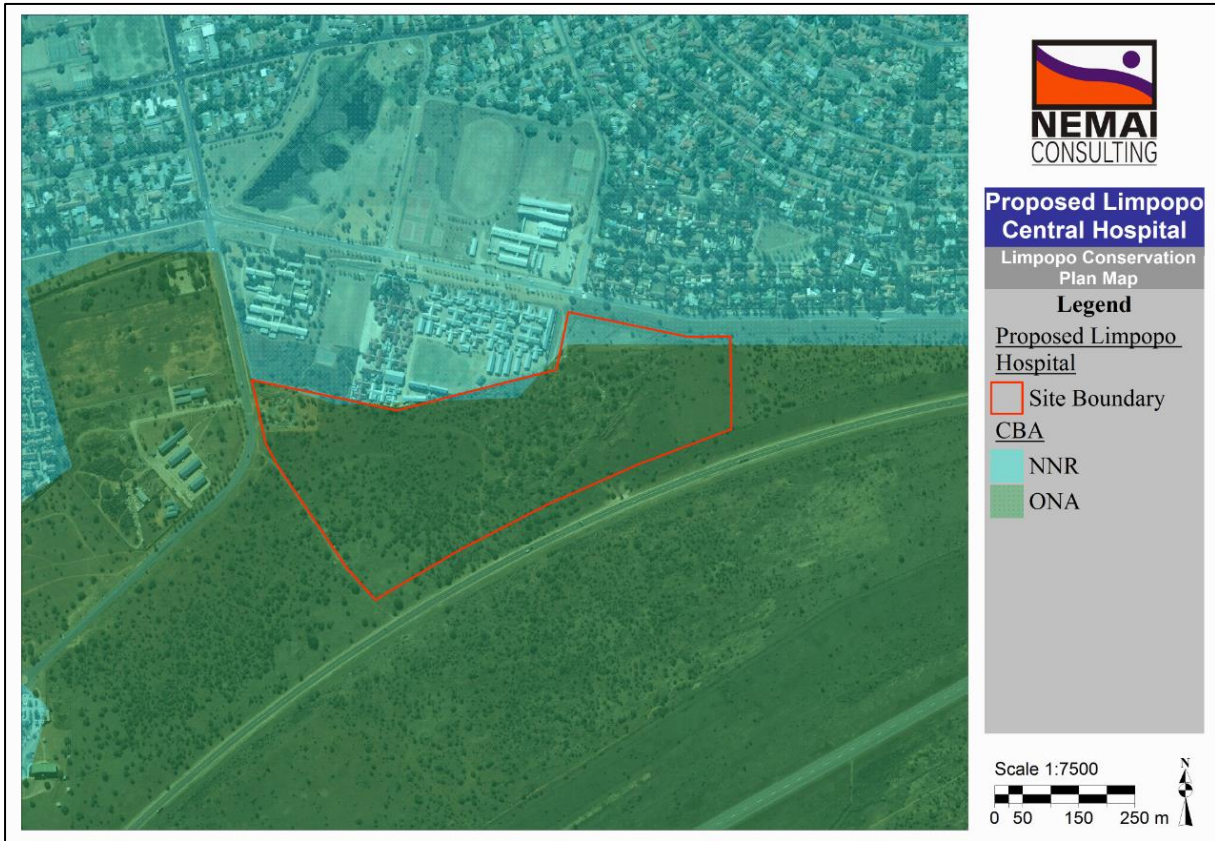 NEMAI
CONSULTING
Proposed Limpopo
Central Hospital
Limpopo Conservation
Plan Map
Legend
Proposed Limpopo
Hospital
Site Boundary
CBA
NNR
ONA
Scale 1:7500
N
0 50 150 250 m